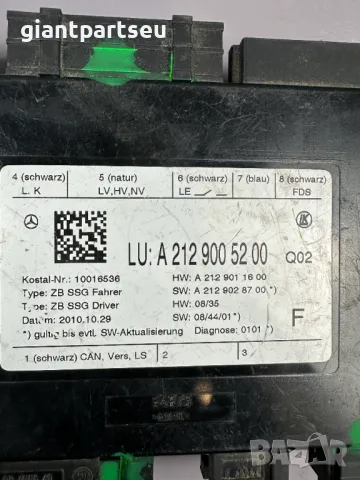 giantpartseu
4 (schwarz) 5 (natur) 6 (schwarz) 7 (blau) 8 (schwarz)
L. K LV,HV,NV LE FDS
LU: A 212 900 52 00 Q02
Kostal-Nr.: 10016536 HW: A 212 901 16 00
Type: ZB SSG Fahrer SW: A 212 902 87 00*)
Type: ZB SSG Driver HW: 08/35
Datum: 2010.10.29 SW: 08/44/01*) F
*) gultig bis evtl. SW-Aktualisierung Diagnose: 0101 *)
1 (schwarz) CAN, Vers, LS 2 3
bazar